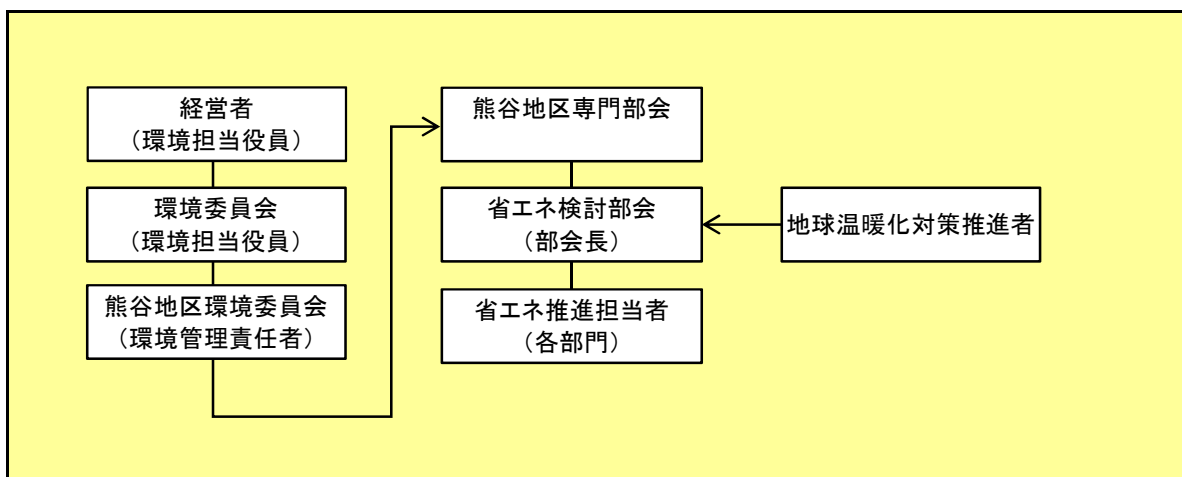 経営者
（環境担当役員）
環境委員会
（環境担当役員）
熊谷地区環境委員会
（環境管理責任者）
熊谷地区専門部会
省エネ検討部会
（部会長）
省エネ推進担当者
（各部門）
地球温暖化対策推進者